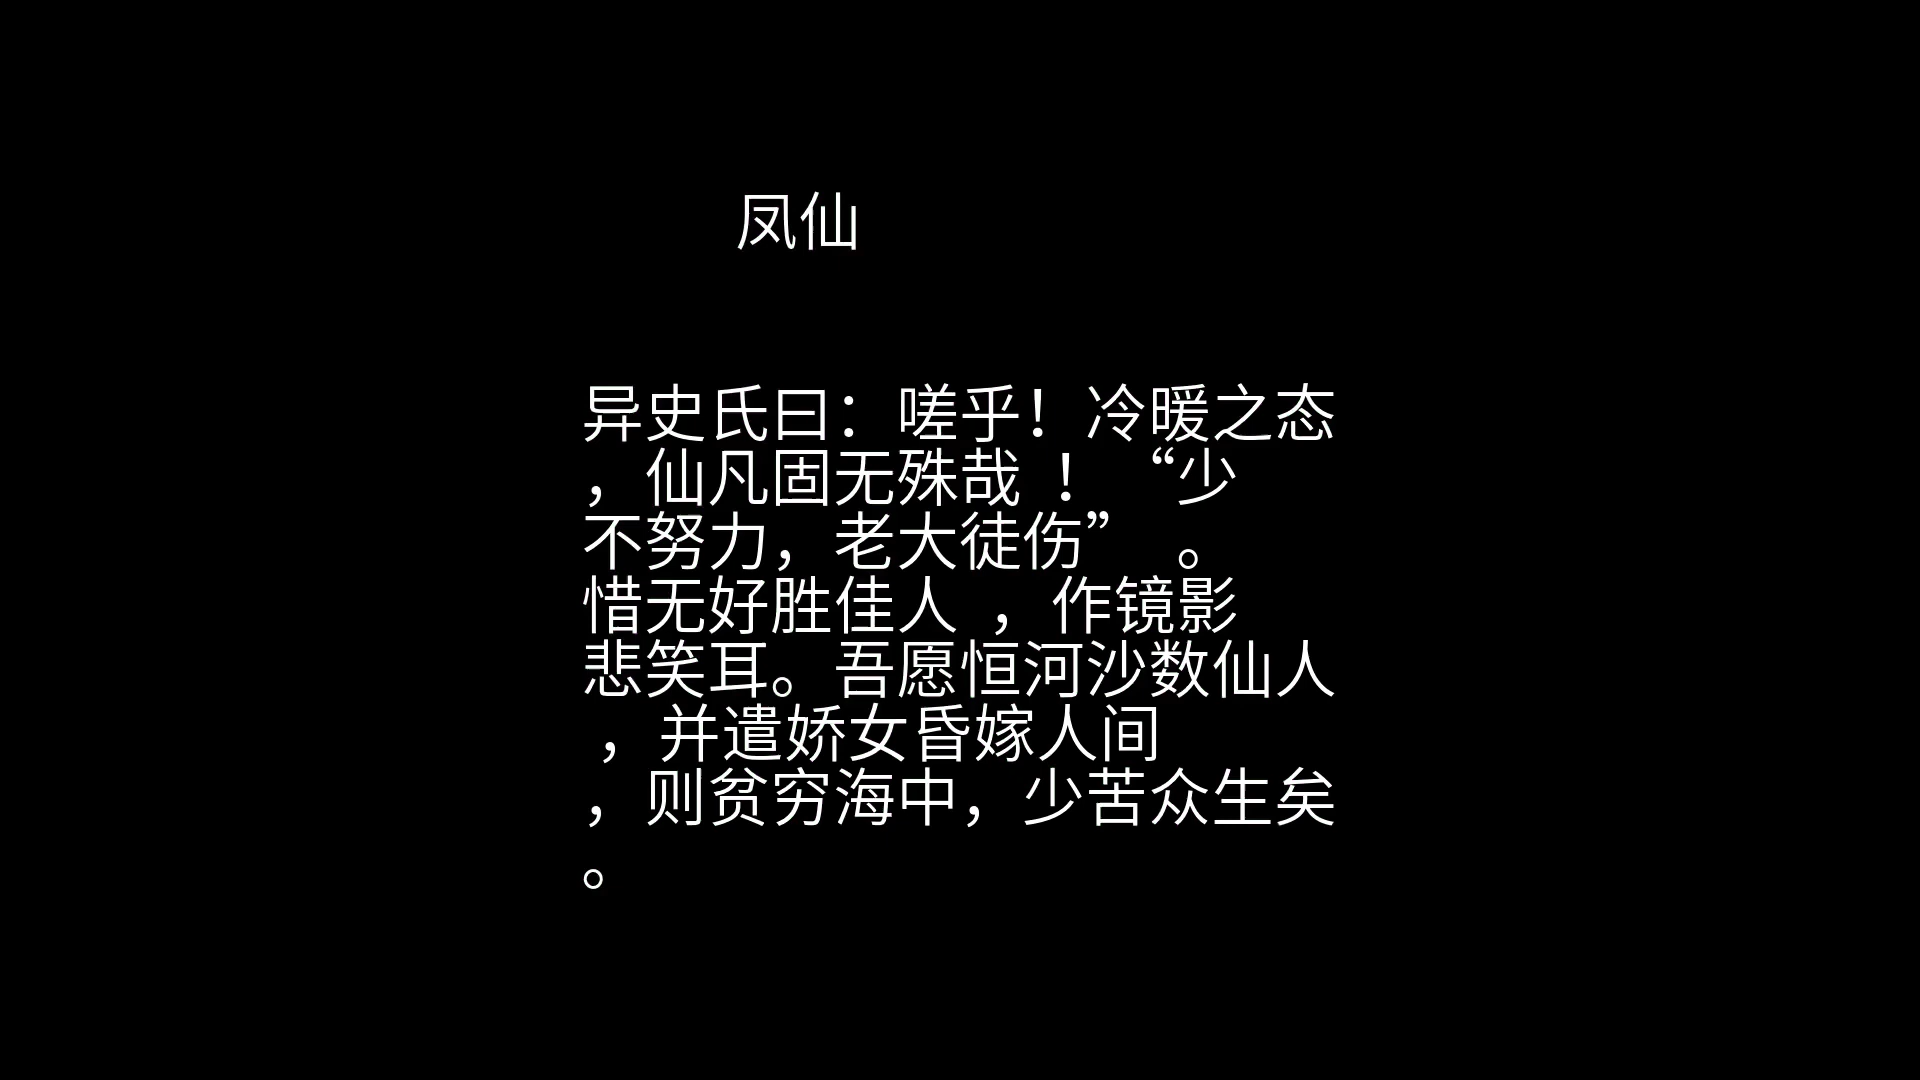 凤仙
异史氏曰：嗟乎！冷暖之态
，仙凡固无殊哉 ！ “少
不努力，老大徒伤” 。
惜无好胜佳人 ，作镜影
悲笑耳。吾愿恒河沙数仙人
，并遣娇女昏嫁人间
，则贫穷海中，少苦众生矣
。